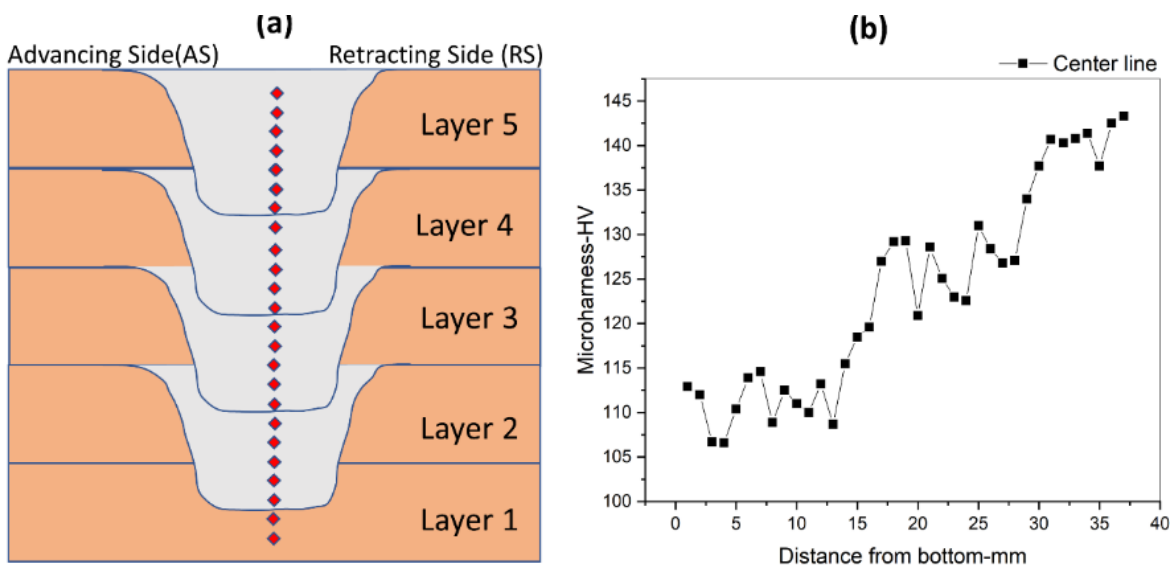 (a)
Advancing Side(AS) Retracting Side (RS)
Layer 5
Layer 4
Layer 3
Layer 2
Layer 1
(b)
Center line
145
140
135
130
125
120
115
110
105
100
Microharness-HV
0 5 10 15 20 25 30 35 40
Distance from bottom-mm